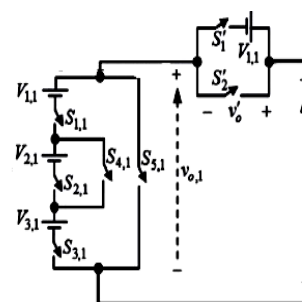 S′1
V1,1
+
S′2
− v′o +
V1,1
S1,1
V2,1
S4,1
S5,1
vo,1
S2,1
V3,1
S3,1
−